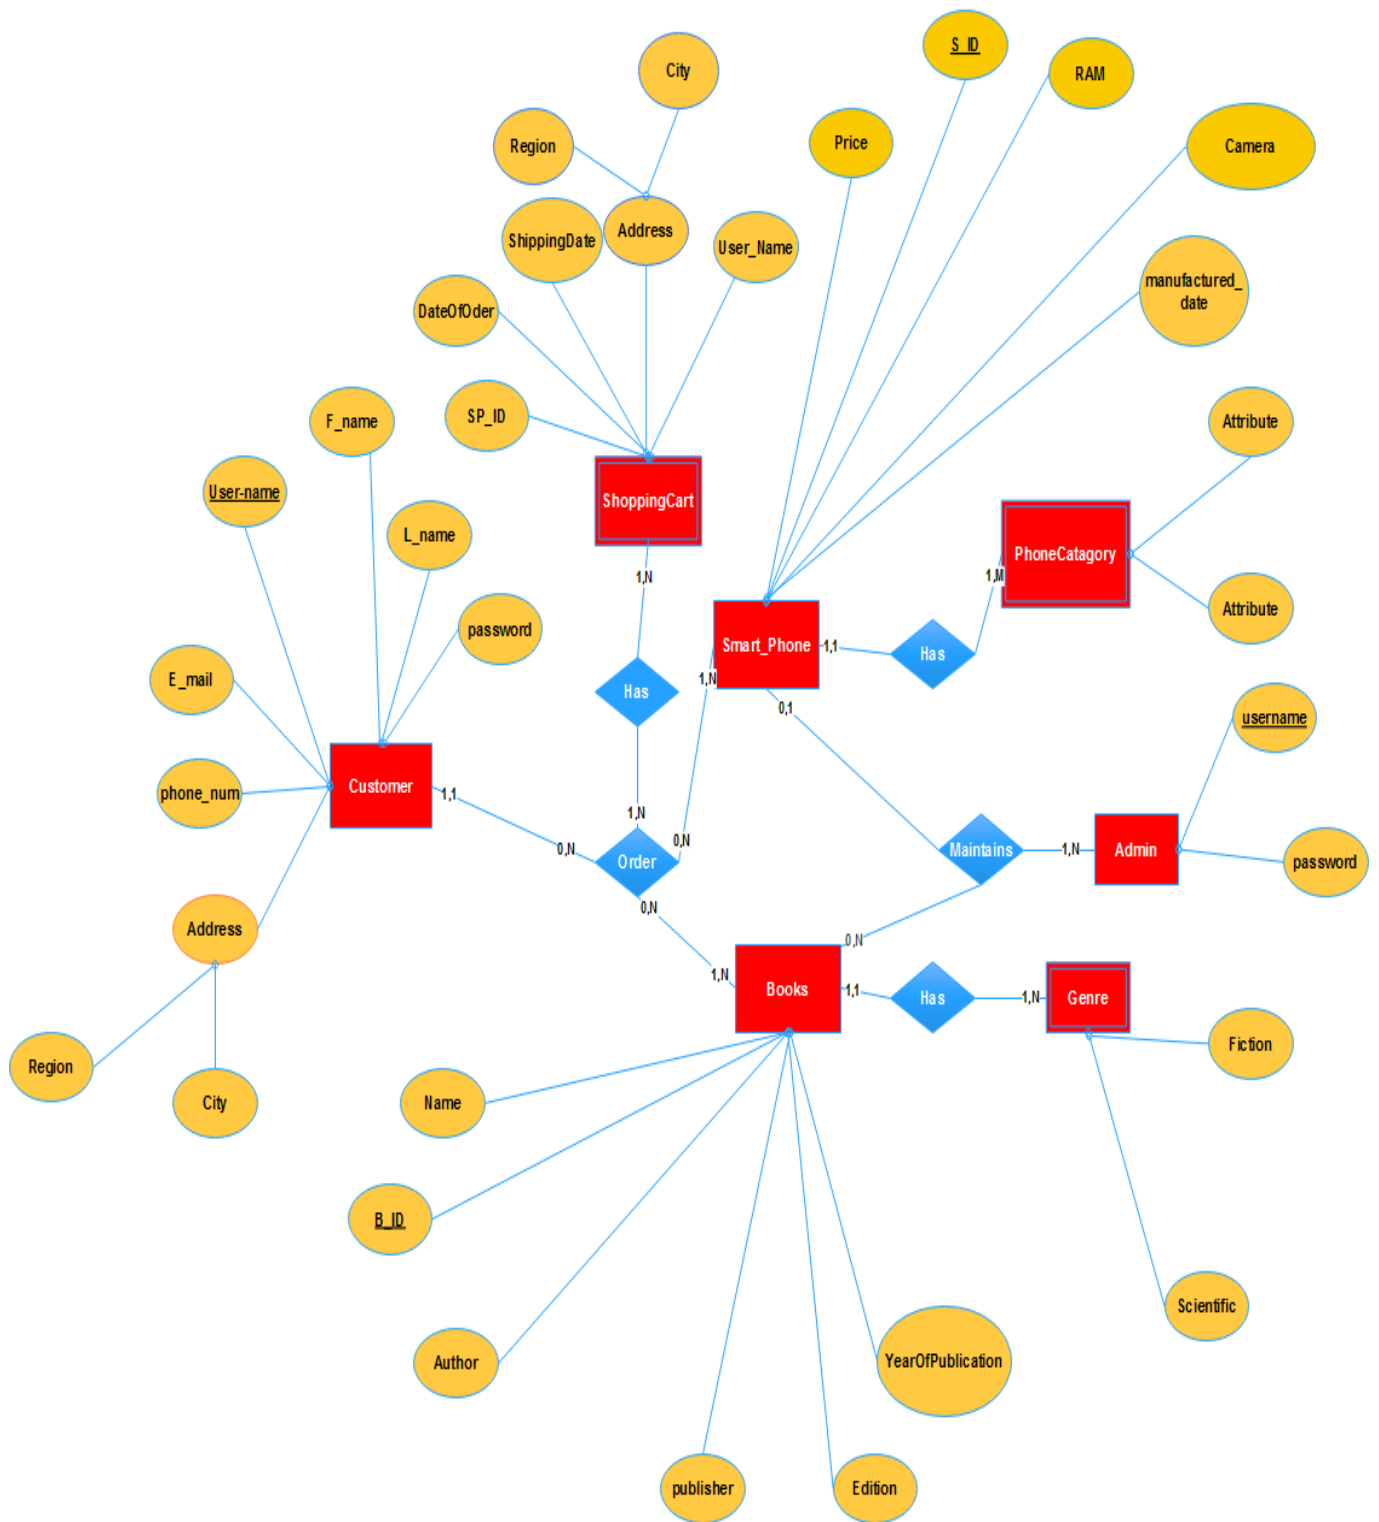 S_ID
City
RAM
Price
Region
Camera
Address
ShippingDate
User_Name
manufactured_
date
DateOfOder
F_name
SP_ID
Attribute
User-name
ShoppingCart
L_name
PhoneCatagory
1,N
1,M
Attribute
password
Smart_Phone
1,1
Has
E_mail
1,N
Has
0,1
username
Customer
phone_num
1,1
1,N
0,N
0,N
Order
Maintains
1,N
Admin
password
0,N
Address
0,N
1,N
Books
1,1
Has
1,N
Genre
Fiction
Region
City
Name
B_ID
Scientific
Author
YearOfPublication
publisher
Edition